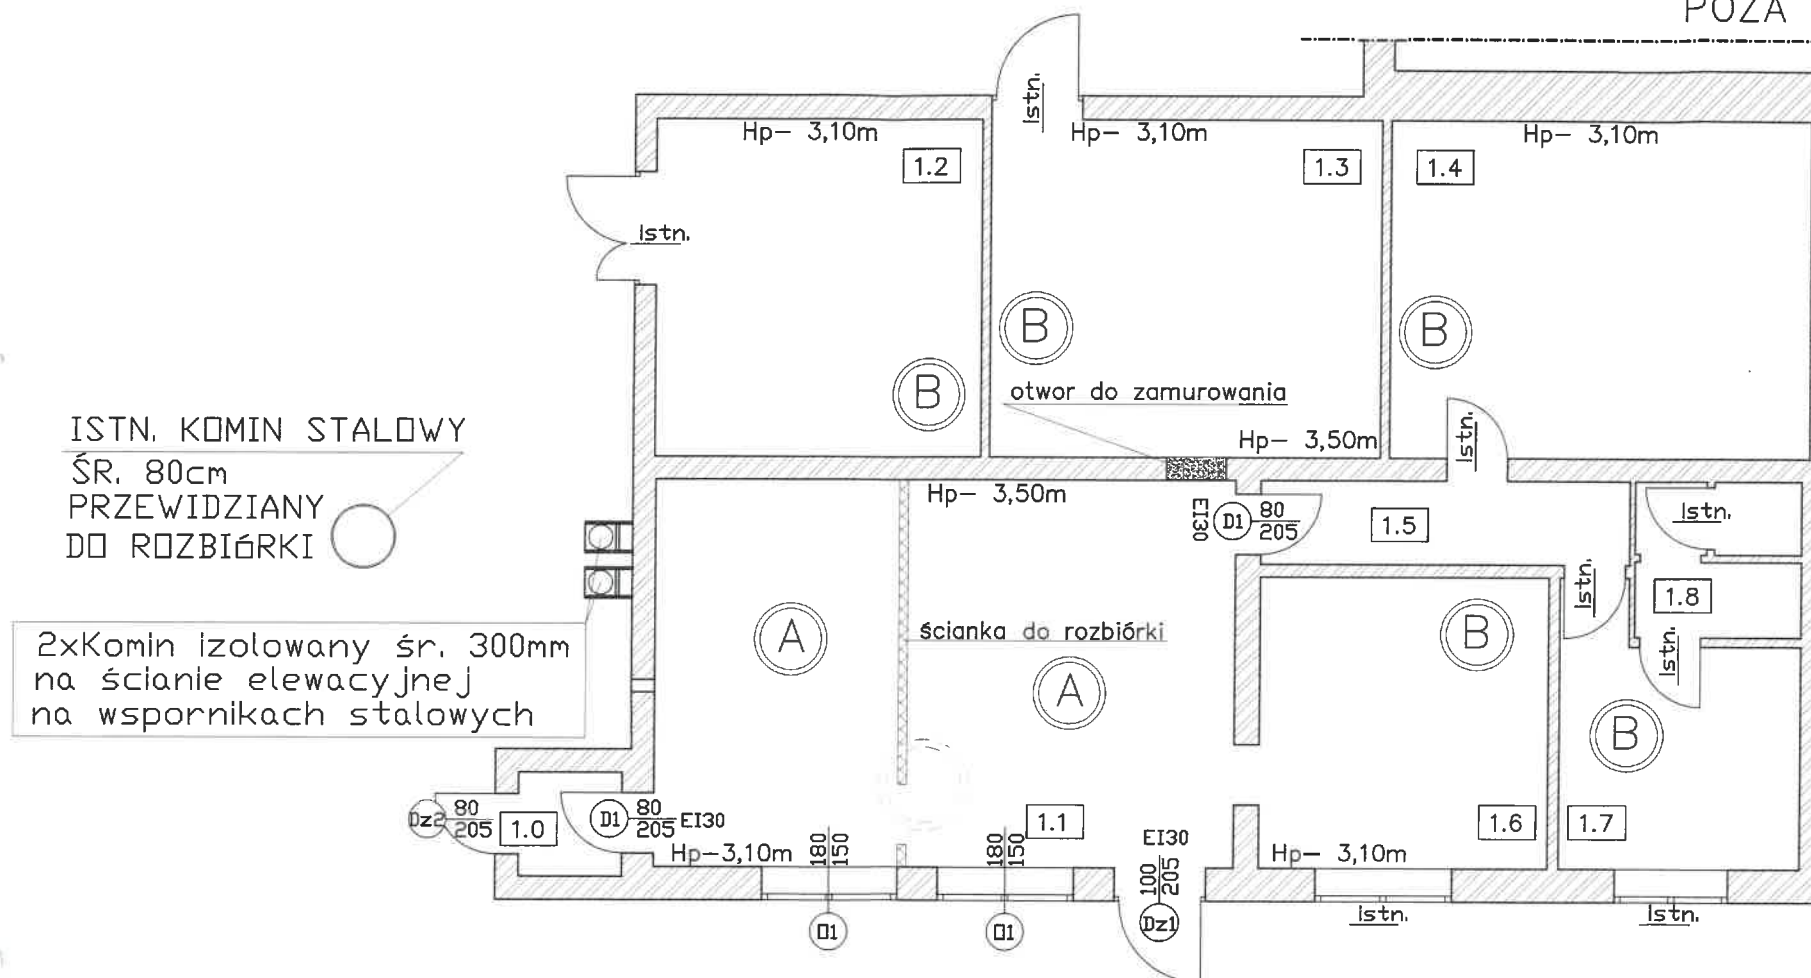 POZA
Istn.
Hp- 3,10m
Hp- 3,10m
Hp- 3,10m
1.2
1.3
1.4
Istn.
B
B
B
otwor do zamurowania
Hp- 3,50m
Istn.
ISTN. KOMIN STALOWY
ŚR. 80cm
PRZEWIDZIANY
DO ROZBIóRKI
Hp- 3,50m
EI30
D1
80
205
1.5
Istn.
Istn.
1.8
Istn.
2xKomin izolowany śr. 300mm
na ścianie elewacyjnej
na wspornikach stalowych
A
ścianka do rozbiórki
A
B
B
Dz2
80
205
1.0
D1
80
205
EI30
Hp-3,10m
180
150
180
150
1.1
EI30
100
205
Dz1
Hp- 3,10m
1.6
1.7
O1
O1
Istn.
Istn.